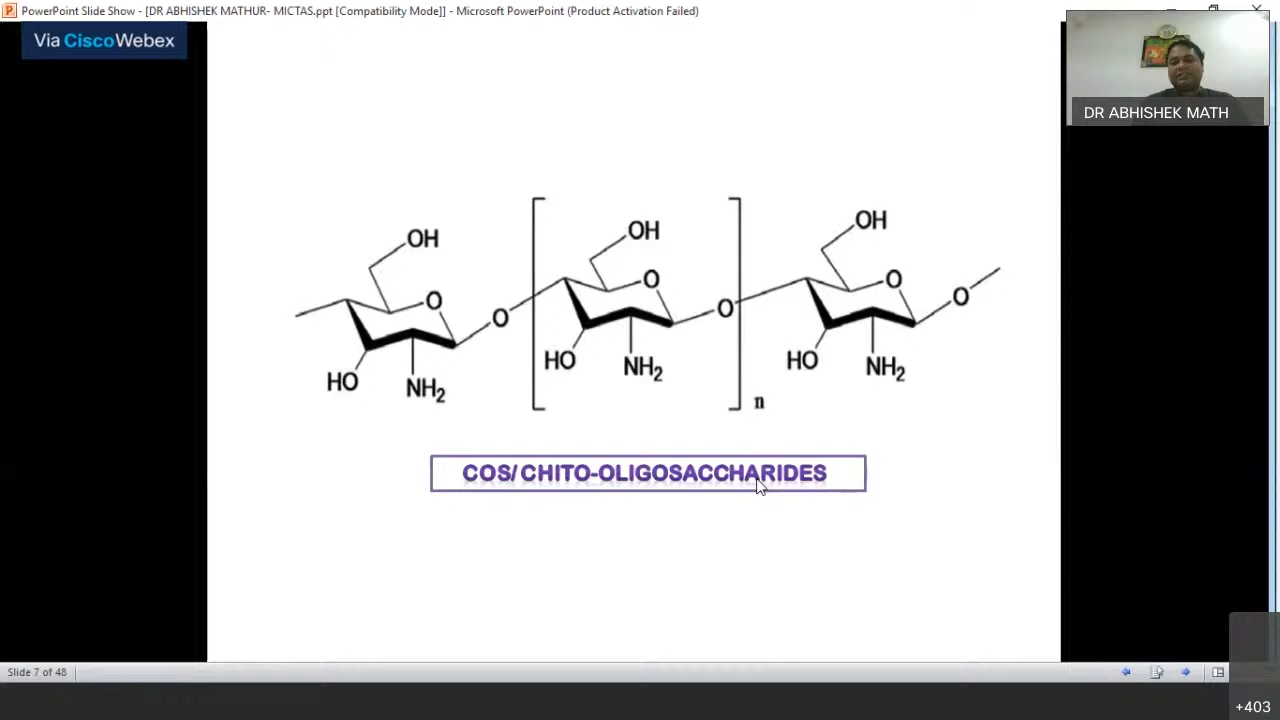 PowerPoint Slide Show - [DR ABHISHEK MATHUR- MICTAS.ppt [Compatibility Mode]] - Microsoft PowerPoint (Product Activation Failed)
Via CiscoWebex
DR ABHISHEK MATH
OH
OH
OH
O
O
O
O
O
O
HO
NH2
HO
NH2
HO
NH2
n
COS/ CHITO-OLIGOSACCHARIDES
Slide 7 of 48
+403